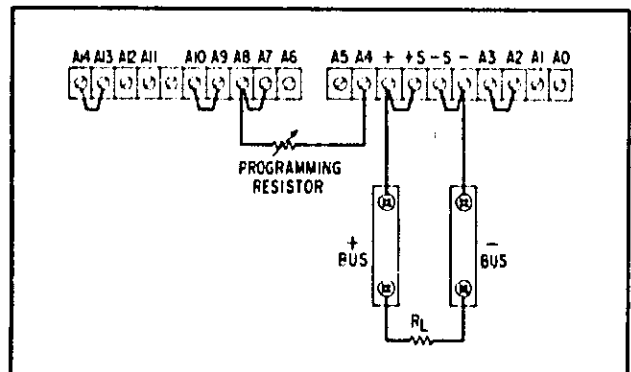 A14 A13 A12 A11 A10 A9 A8 A7 A6 A5 A4 + +S -S - A3 A2 A1 A0
PROGRAMMING
RESISTOR
+
BUS
-
BUS
RL